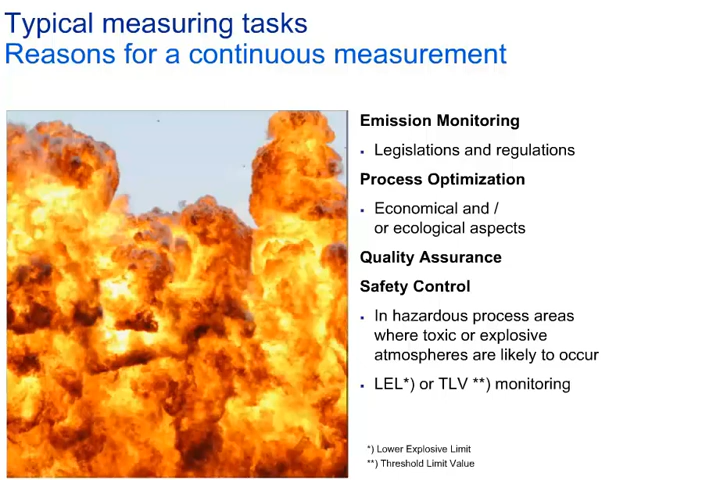 Typical measuring tasks
Reasons for a continuous measurement
Emission Monitoring
▪ Legislations and regulations
Process Optimization
▪ Economical and /
or ecological aspects
Quality Assurance
Safety Control
▪ In hazardous process areas
where toxic or explosive
atmospheres are likely to occur
▪ LEL*) or TLV **) monitoring
*) Lower Explosive Limit
**) Threshold Limit Value